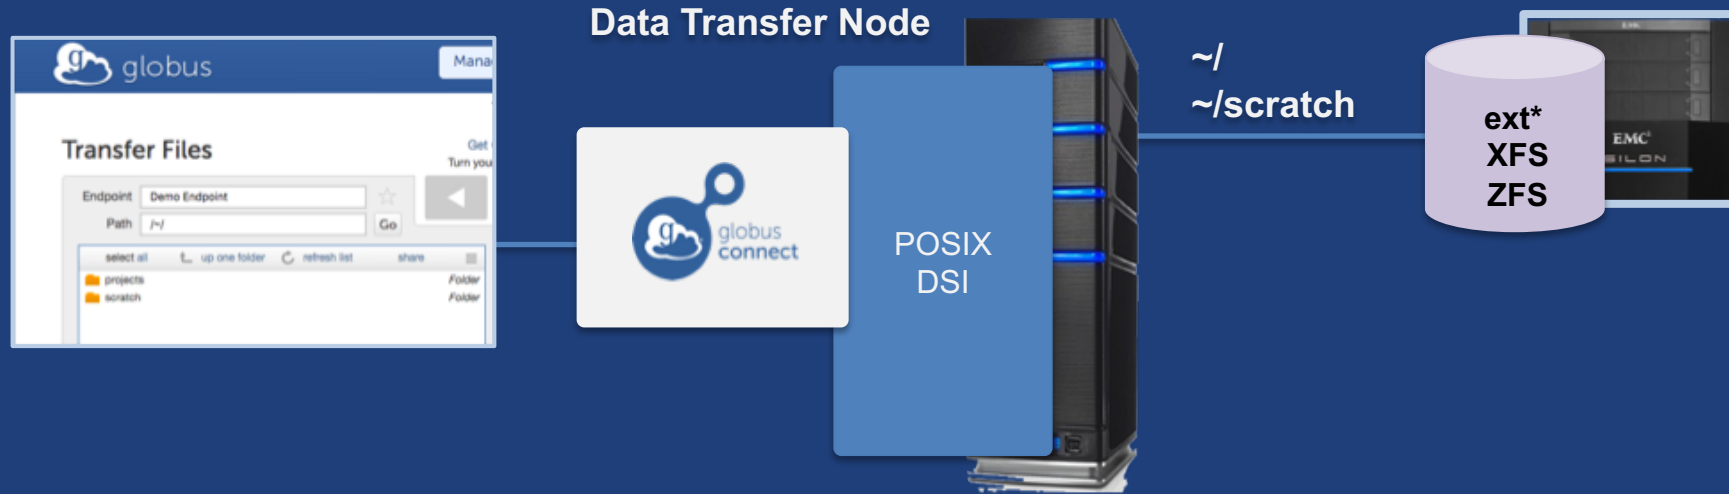 Data Transfer Node
globus
Mana
Transfer Files
Get
Turn you
Endpoint Demo Endpoint
Path /~/ Go
select all up one folder refresh list share
projects Folder
scratch Folder
globus
connect
POSIX
DSI
~/
~/scratch
ext*
XFS
ZFS
EMC
SILON